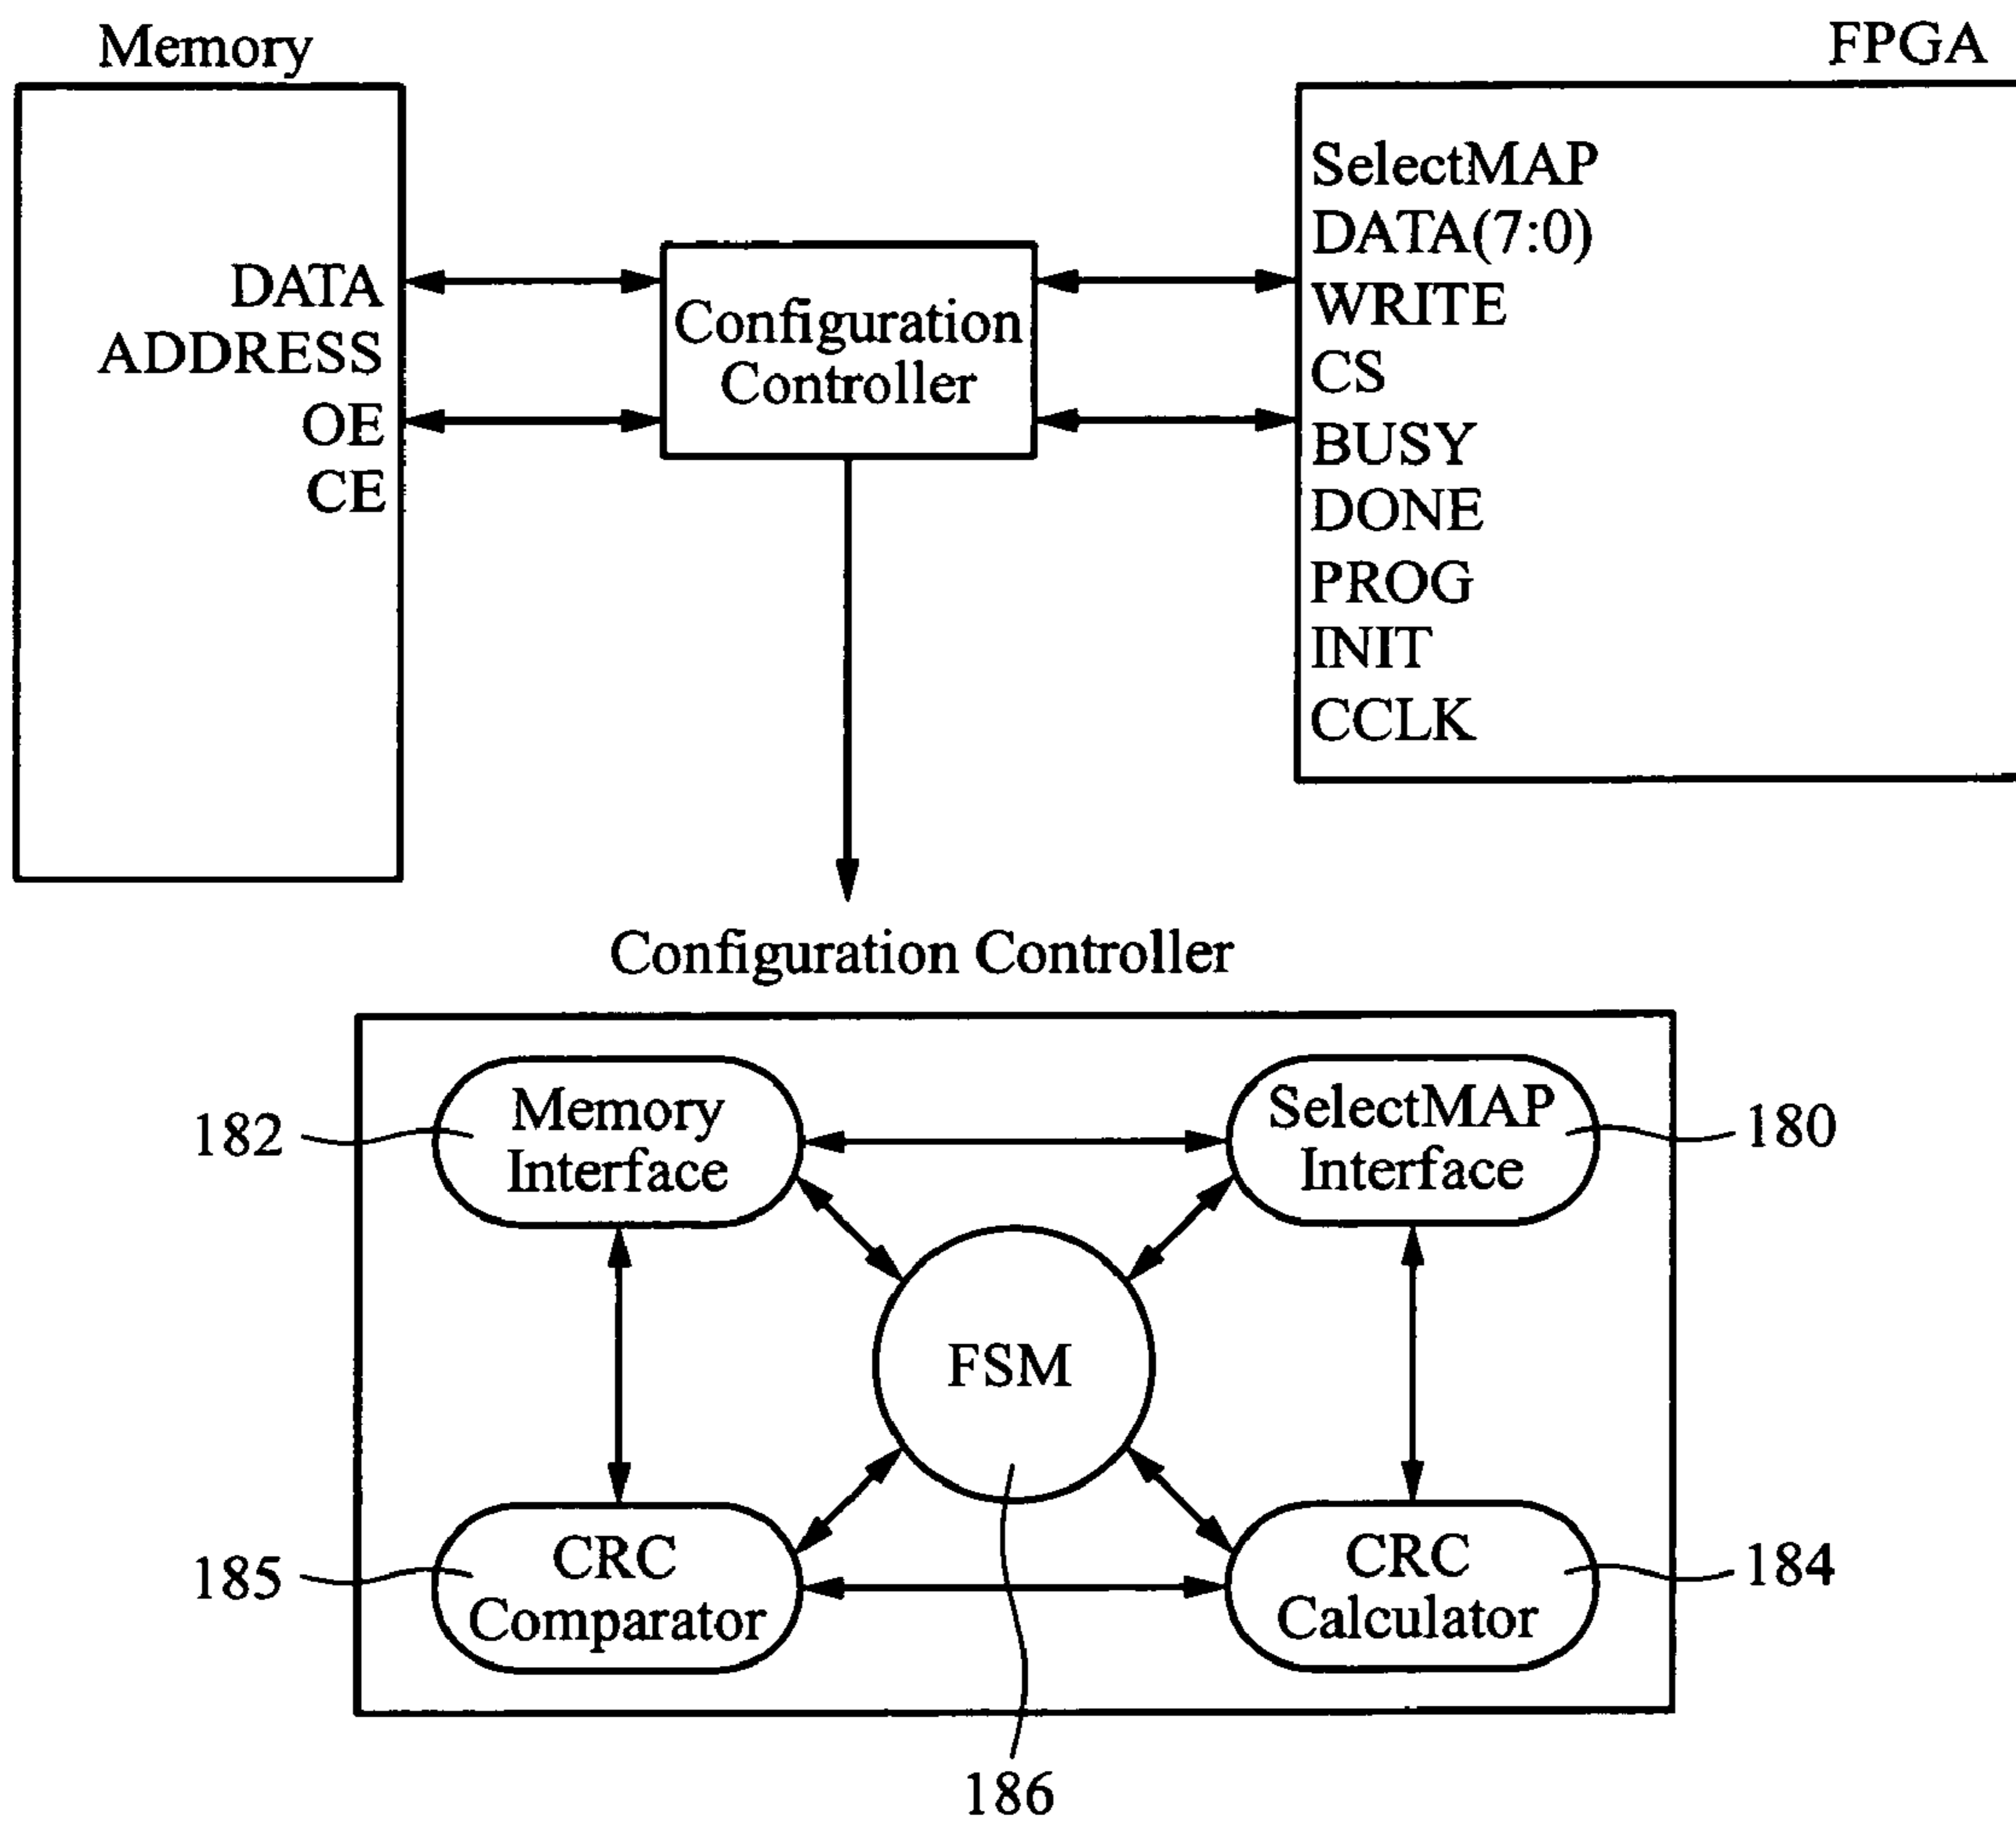 Memory
FPGA
DATA
ADDRESS
OE
CE
Configuration
Controller
SelectMAP
DATA(7:0)
WRITE
CS
BUSY
DONE
PROG
INIT
CCLK
Configuration Controller
182
Memory
Interface
SelectMAP
Interface
180
FSM
185
CRC
Comparator
CRC
Calculator
184
186